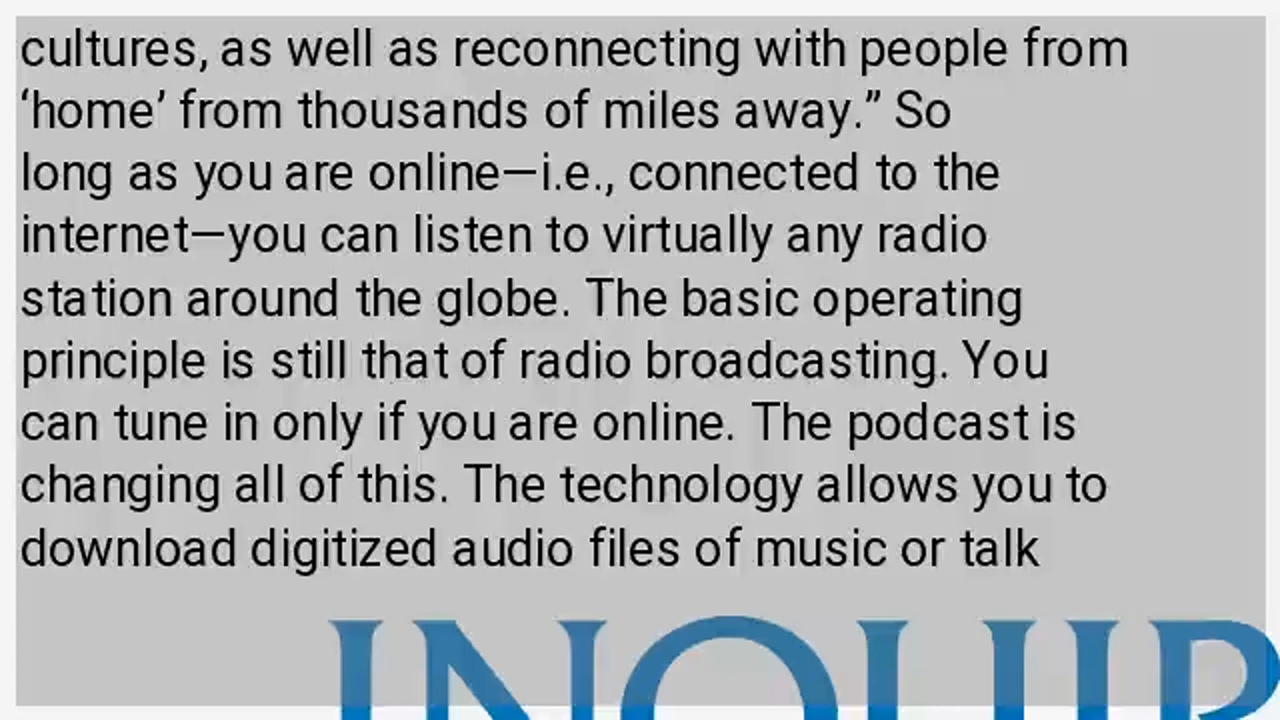 cultures, as well as reconnecting with people from
‘home’ from thousands of miles away.” So
long as you are online—i.e., connected to the
internet—you can listen to virtually any radio
station around the globe. The basic operating
principle is still that of radio broadcasting. You
can tune in only if you are online. The podcast is
changing all of this. The technology allows you to
download digitized audio files of music or talk